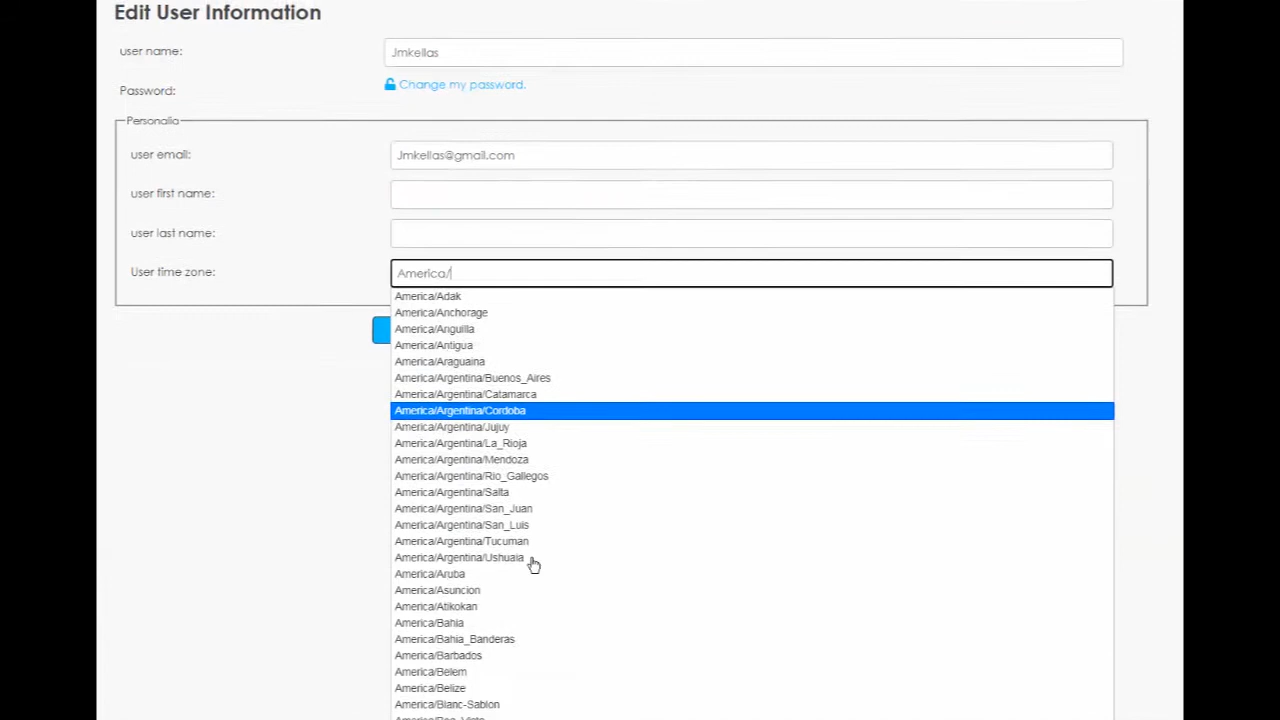 Edit User Information
user name:
Jmkellas
Password:
Change my password.
Personalia
user email:
Jmkellas@gmail.com
user first name:
user last name:
User time zone:
America/
America/Adak
America/Anchorage
America/Anguilla
America/Antigua
America/Araguaina
America/Argentina/Buenos_Aires
America/Argentina/Catamarca
America/Argentina/Cordoba
America/Argentina/Jujuy
America/Argentina/La_Rioja
America/Argentina/Mendoza
America/Argentina/Rio_Gallegos
America/Argentina/Salta
America/Argentina/San_Juan
America/Argentina/San_Luis
America/Argentina/Tucuman
America/Argentina/Ushuaia
America/Aruba
America/Asuncion
America/Atikokan
America/Bahia
America/Bahia_Banderas
America/Barbados
America/Belem
America/Belize
America/Blanc-Sablon